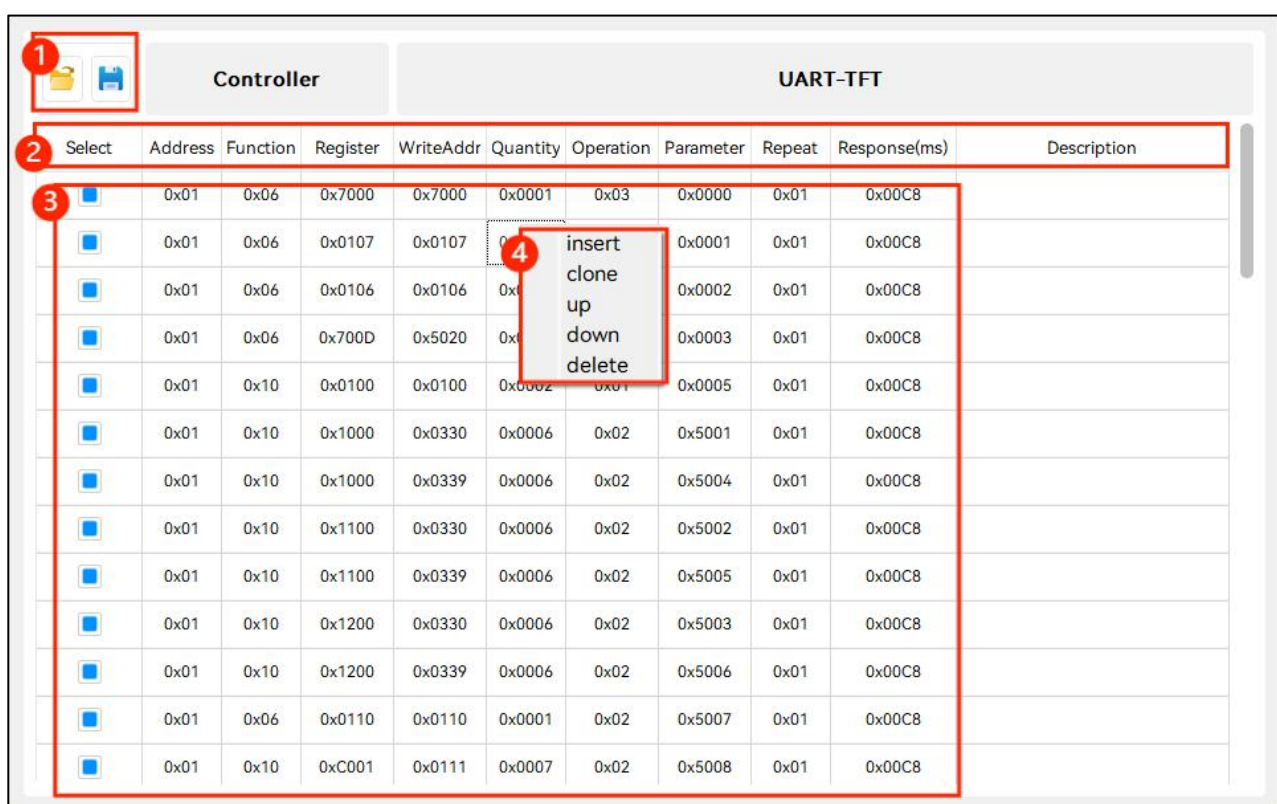 1 Controller UART-TFT
2 Select Address Function Register WriteAddr Quantity Operation Parameter Repeat Response(ms) Description
3 0x01 0x06 0x7000 0x7000 0x0001 0x03 0x0000 0x01 0x00C8
0x01 0x06 0x0107 0x0107 0x0001 0x01 0x00C8
4 insert
clone
up
down
delete
0x01 0x06 0x0106 0x0106 0x0002 0x01 0x00C8
0x01 0x06 0x700D 0x5020 0x0003 0x01 0x00C8
0x01 0x10 0x0100 0x0100 0x0002 0x01 0x0005 0x01 0x00C8
0x01 0x10 0x1000 0x0330 0x0006 0x02 0x5001 0x01 0x00C8
0x01 0x10 0x1000 0x0339 0x0006 0x02 0x5004 0x01 0x00C8
0x01 0x10 0x1100 0x0330 0x0006 0x02 0x5002 0x01 0x00C8
0x01 0x10 0x1100 0x0339 0x0006 0x02 0x5005 0x01 0x00C8
0x01 0x10 0x1200 0x0330 0x0006 0x02 0x5003 0x01 0x00C8
0x01 0x10 0x1200 0x0339 0x0006 0x02 0x5006 0x01 0x00C8
0x01 0x06 0x0110 0x0110 0x0001 0x02 0x5007 0x01 0x00C8
0x01 0x10 0xC001 0x0111 0x0007 0x02 0x5008 0x01 0x00C8